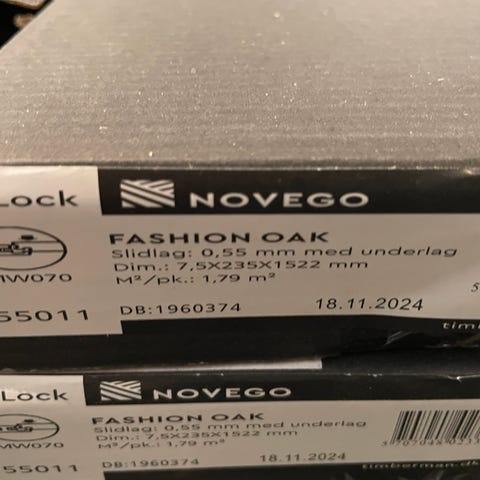 Lock
NOVEGO
FASHION OAK
Slidlag: 0,55 mm med underlag
Dim.: 7,5X235X1522 mm
M²/pk.: 1,79 m²
MW070
55011
DB:1960374
18.11.2024
timb
Lock
NOVEGO
FASHION OAK
Slidlag: 0,55 mm med underlag
Dim.: 7,5X235X1522 mm
M²/pk.: 1,79 m²
MW070
55011
DB:1960374
18.11.2024
timberman.dk